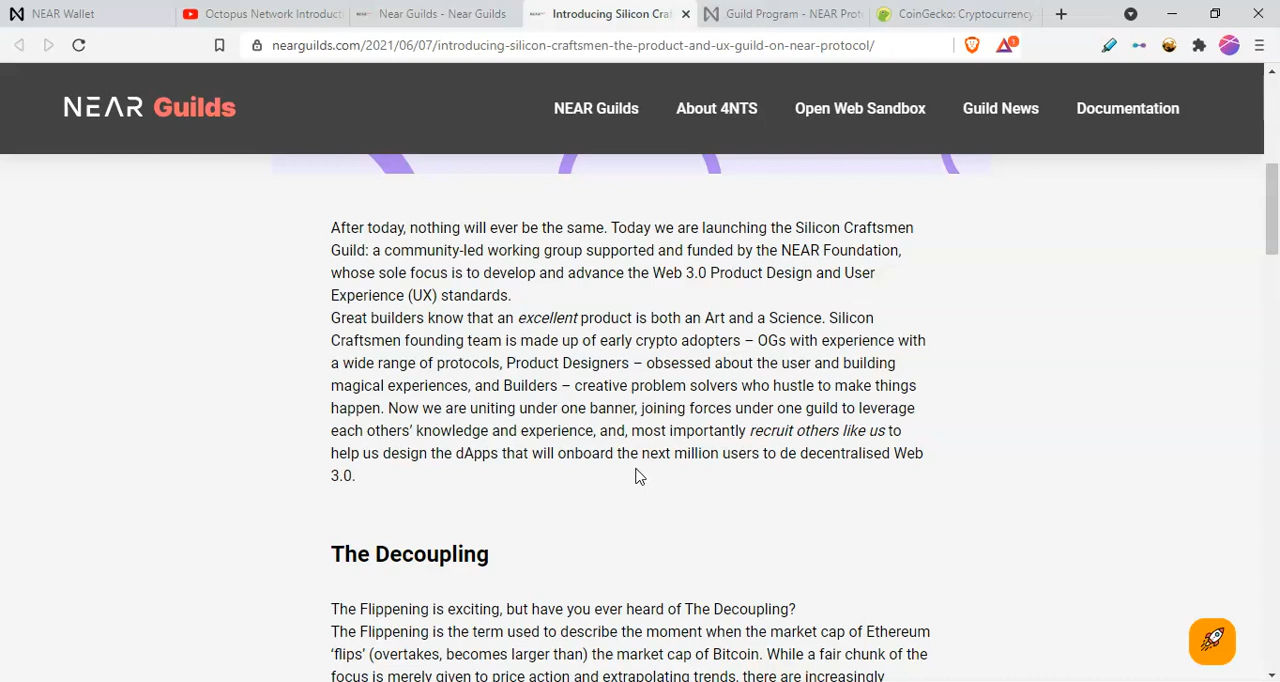 NEAR Wallet
Octopus Network Introduct
Near Guilds - Near Guilds
Introducing Silicon Cra
Guild Program - NEAR Prot
CoinGecko: Cryptocurrency
nearguilds.com/2021/06/07/introducing-silicon-craftsmen-the-product-and-ux-guild-on-near-protocol/
1
NEAR Guilds
NEAR Guilds
About 4NTS
Open Web Sandbox
Guild News
Documentation
After today, nothing will ever be the same. Today we are launching the Silicon Craftsmen
Guild: a community-led working group supported and funded by the NEAR Foundation,
whose sole focus is to develop and advance the Web 3.0 Product Design and User
Experience (UX) standards.
Great builders know that an excellent product is both an Art and a Science. Silicon
Craftsmen founding team is made up of early crypto adopters – OGs with experience with
a wide range of protocols, Product Designers – obsessed about the user and building
magical experiences, and Builders – creative problem solvers who hustle to make things
happen. Now we are uniting under one banner, joining forces under one guild to leverage
each others’ knowledge and experience, and, most importantly recruit others like us to
help us design the dApps that will onboard the next million users to de decentralised Web
3.0.
The Decoupling
The Flippening is exciting, but have you ever heard of The Decoupling?
The Flippening is the term used to describe the moment when the market cap of Ethereum
‘flips’ (overtakes, becomes larger than) the market cap of Bitcoin. While a fair chunk of the
focus is merely given to price action and extrapolating trends, there are increasingly